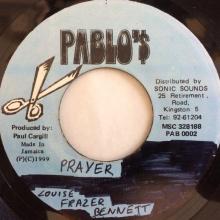 PABLO'$
Distributed by
SONIC SOUNDS
25 Retirement
Road,
Kingston 5
Tel: 92-61204
MSC 328188
PAB 0002
Produced by:
Paul Cargill
Made In
Jamaica
(P)(C)1999
PRAYER
LOUISE
FRAZER
BENNETT